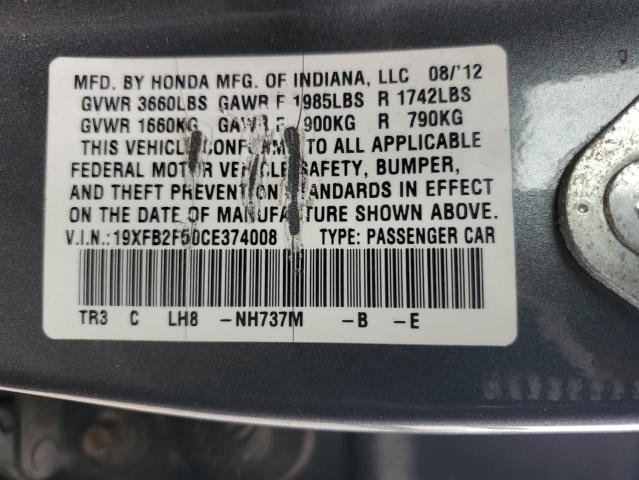 MFD. BY HONDA MFG. OF INDIANA, LLC 08/'12
GVWR 3660LBS GAWR F 1985LBS R 1742LBS
GVWR 1660KG GAWR F 900KG R 790KG
THIS VEHICLE CONFORMS TO ALL APPLICABLE
FEDERAL MOTOR VEHICLE SAFETY, BUMPER,
AND THEFT PREVENTION STANDARDS IN EFFECT
ON THE DATE OF MANUFACTURE SHOWN ABOVE.
V.I.N.:19XFB2F50CE374008 TYPE: PASSENGER CAR
TR3 C LH8 -NH737M -B -E